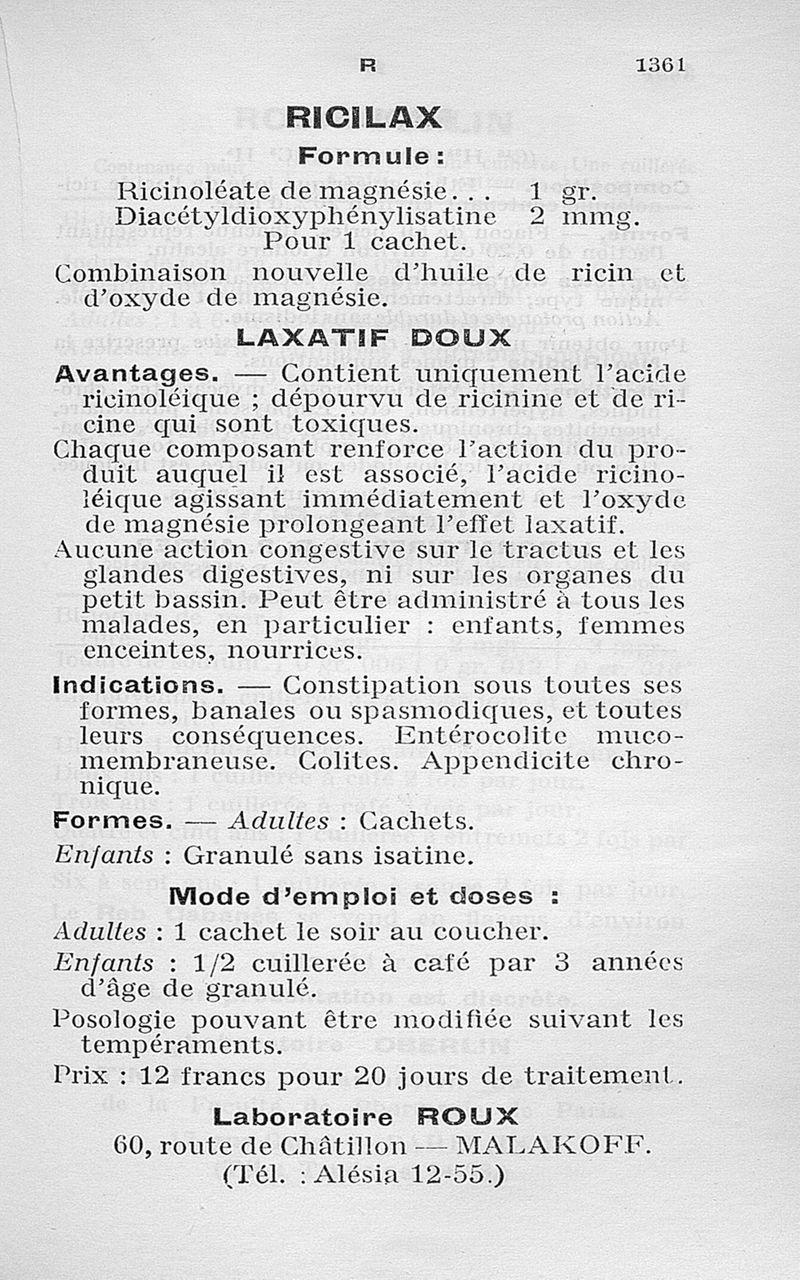 R 1361
RICILAX
Formule :
Ricinoléate de magnésie. . . 1 gr.
Diacétyldioxyphénylisatine 2 mmg.
Pour 1 cachet.
Combinaison nouvelle d'huile de ricin et
d'oxyde de magnésie.
LAXATIF DOUX
Avantages. — Contient uniquement l'acide
ricinoléique ; dépourvu de ricinine et de ri-
cine qui sont toxiques.
Chaque composant renforce l'action du pro-
duit auquel il est associé, l'acide ricino-
léique agissant immédiatement et l'oxyde
de magnésie prolongeant l'effet laxatif.
Aucune action congestive sur le tractus et les
glandes digestives, ni sur les organes du
petit bassin. Peut être administré à tous les
malades, en particulier : enfants, femmes
enceintes, nourrices.
Indications. — Constipation sous toutes ses
formes, banales ou spasmodiques, et toutes
leurs conséquences. Entérocolite muco-
membraneuse. Colites. Appendicite chro-
nique.
Formes. — Adultes : Cachets.
Enfants : Granulé sans isatine.
Mode d'emploi et doses :
Adultes : 1 cachet le soir au coucher.
Enfants : 1/2 cuillerée à café par 3 années
d'âge de granulé.
Posologie pouvant être modifiée suivant les
tempéraments.
Prix : 12 francs pour 20 jours de traitement.
Laboratoire ROUX
60, route de Châtillon — MALAKOFF.
(Tél. : Alésia 12-55.)